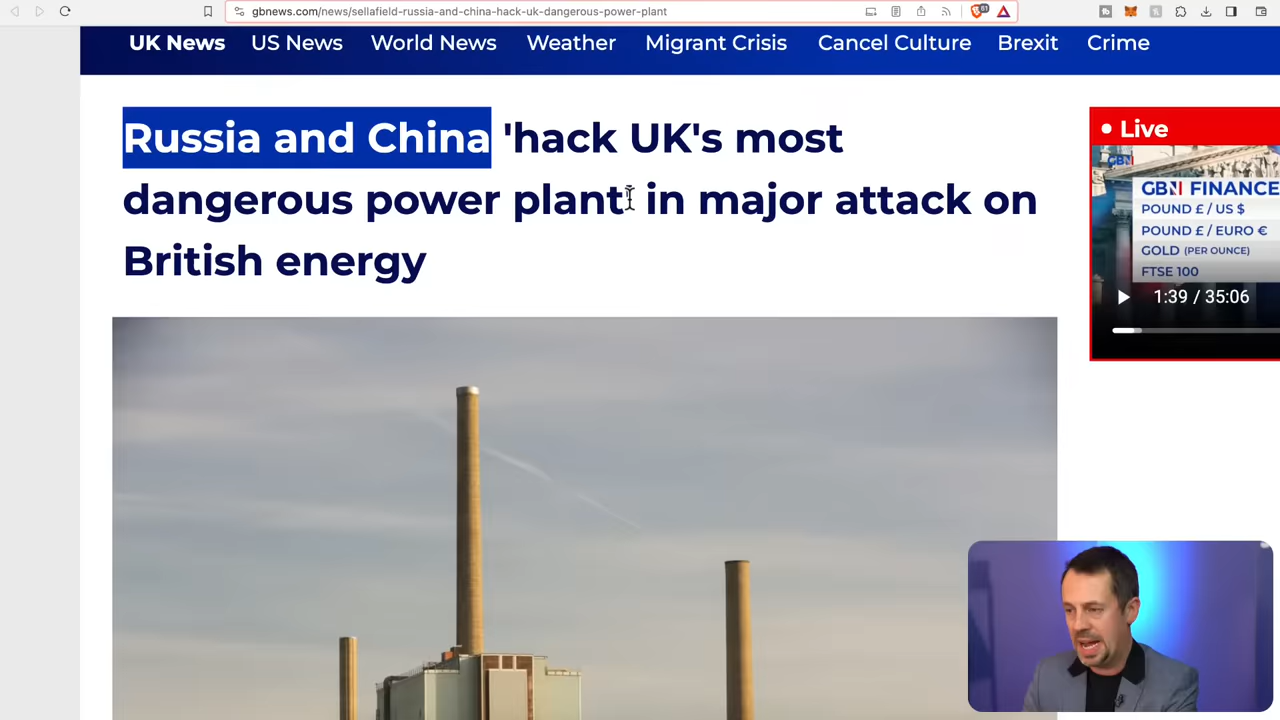 gbnews.com/news/sellafield-russia-and-china-hack-uk-dangerous-power-plant
61
UK News US News World News Weather Migrant Crisis Cancel Culture Brexit Crime
Russia and China 'hack UK's most
dangerous power plant' in major attack on
British energy
Live
GBN
GBN FINANCE
POUND £ / US $
POUND £ / EURO €
GOLD (PER OUNCE)
FTSE 100
1:39 / 35:06